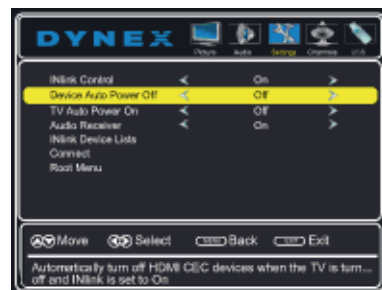 DYNEX
Picture Audio Settings Channels USB
INlink Control On
Device Auto Power Off Off
TV Auto Power On Off
Audio Receiver On
INlink Device Lists
Connect
Root Menu
Move Select MENU Back EXIT Exit
Automatically turn off HDMI CEC devices when the TV is turn...
off and INlink is set to On